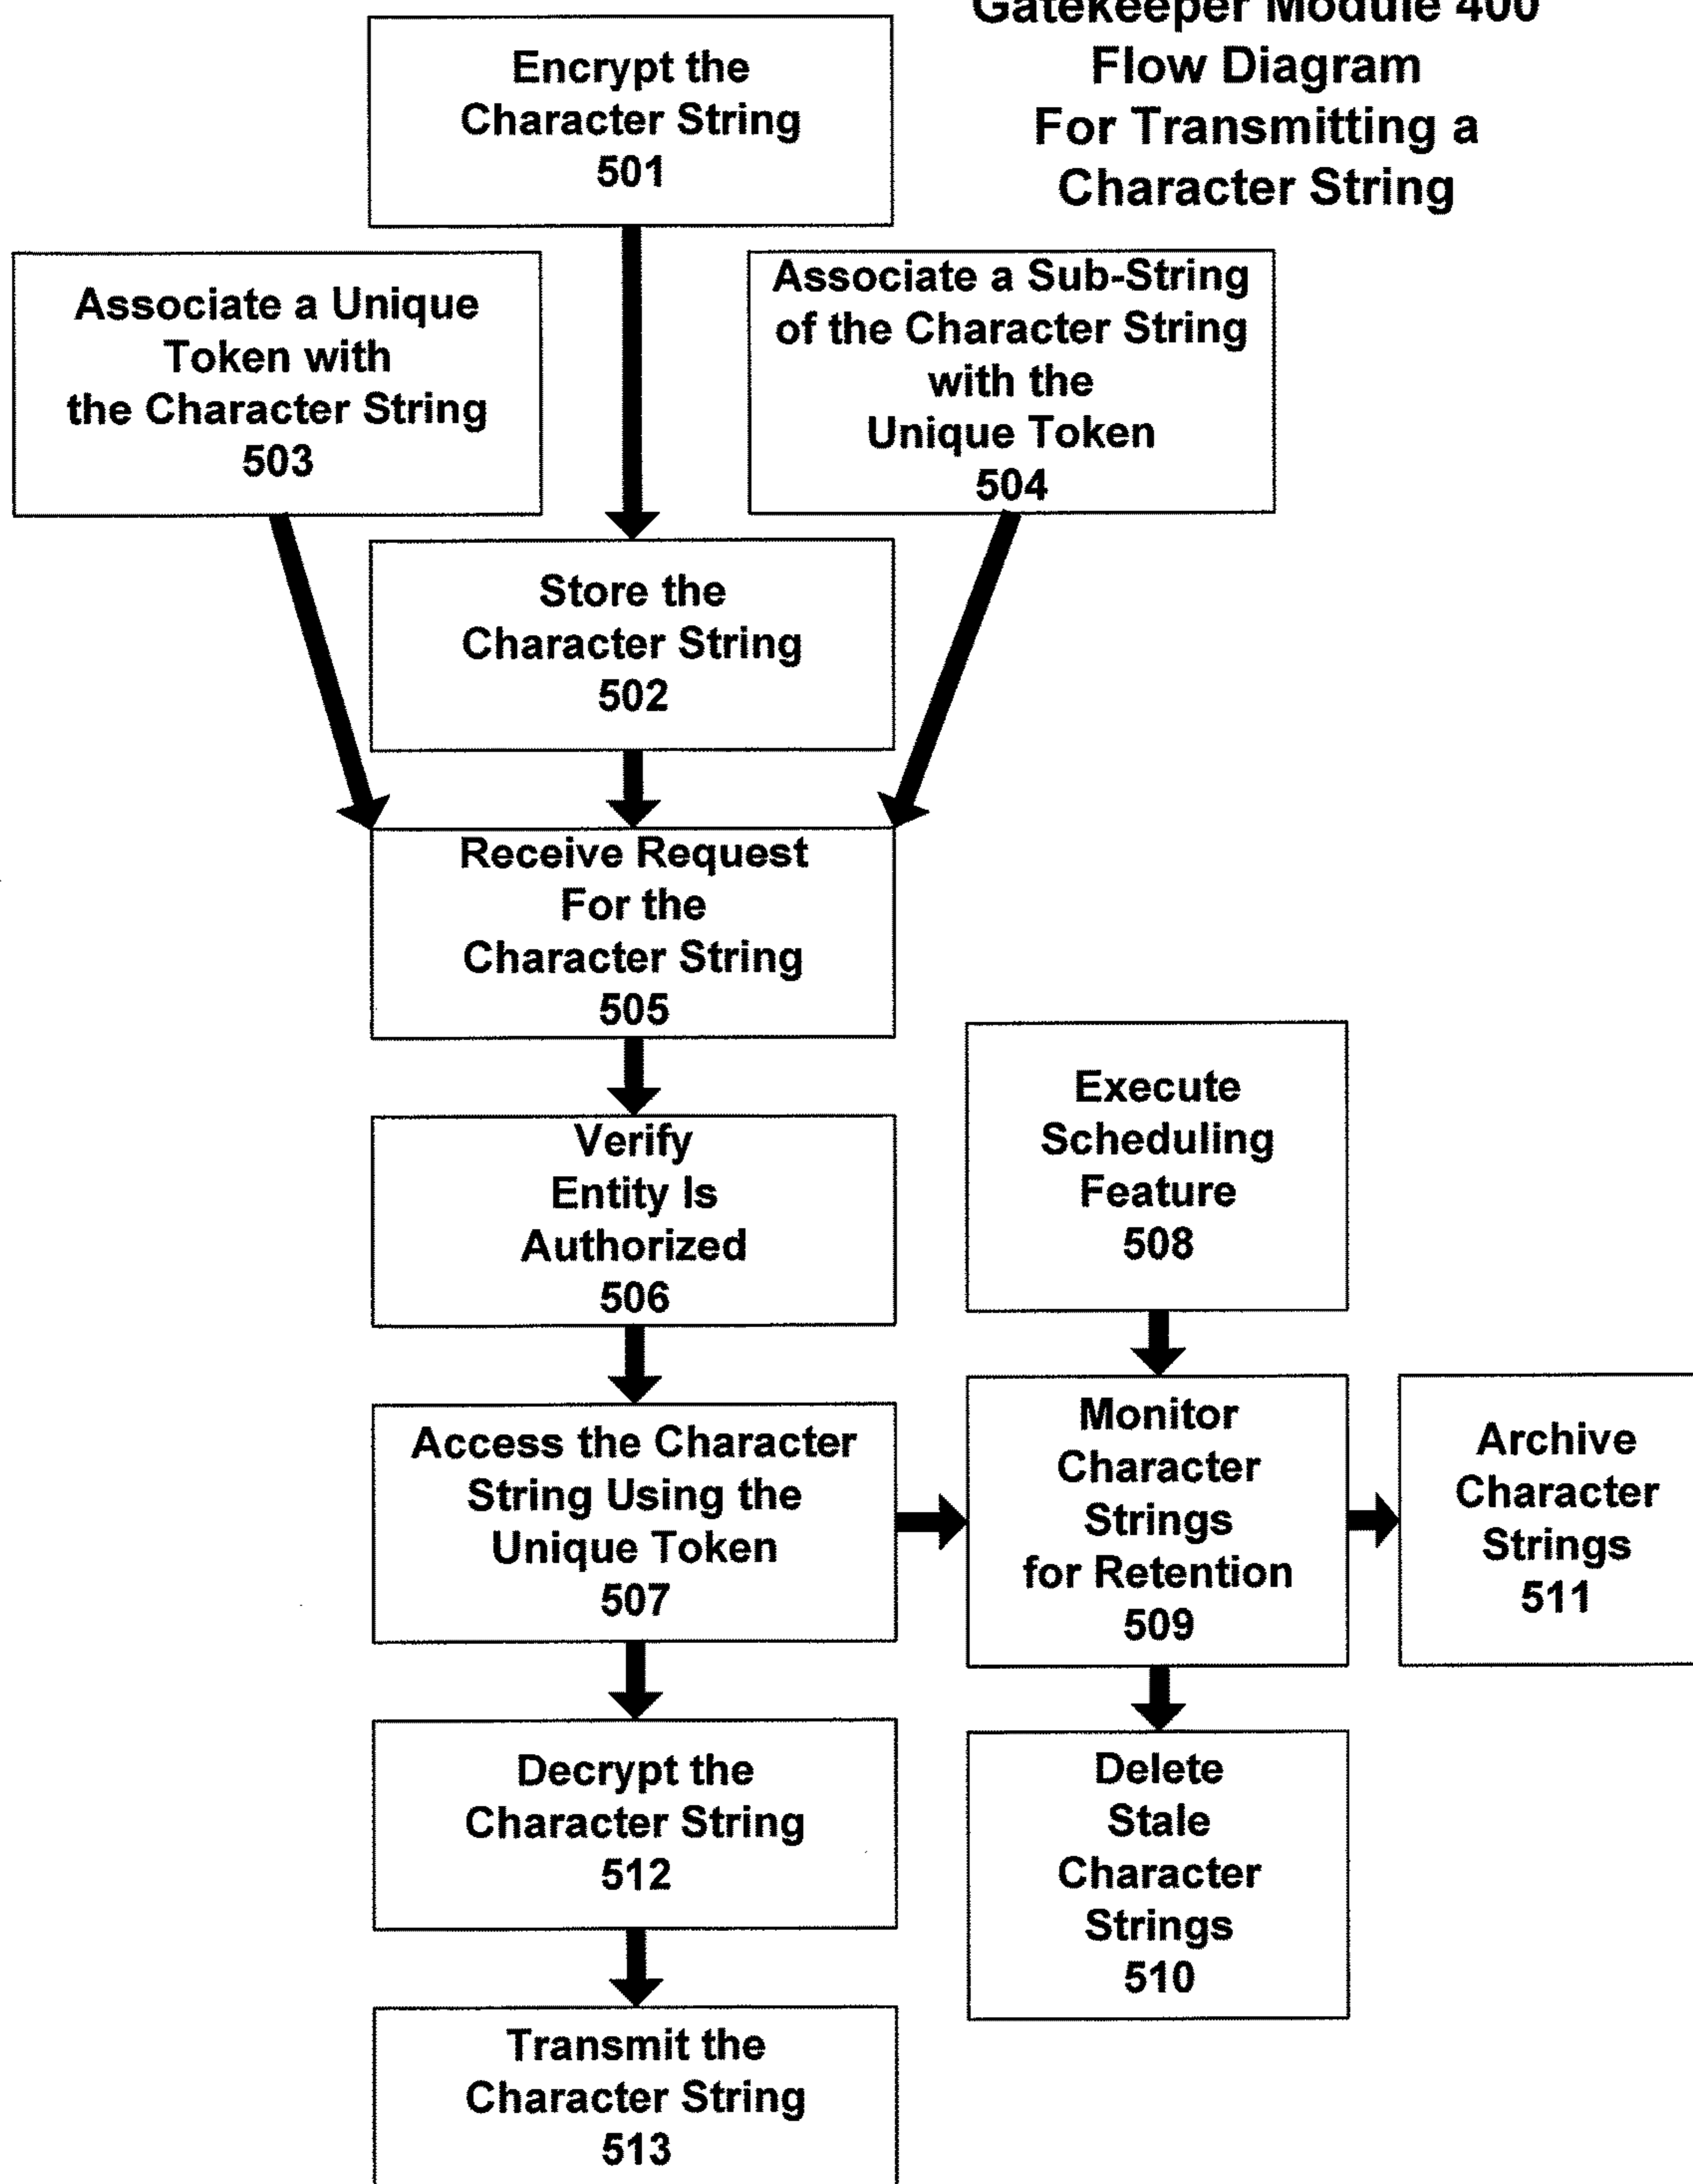 Gatekeeper Module 400
Flow Diagram
For Transmitting a
Character String
Encrypt the
Character String
501
Associate a Unique
Token with
the Character String
503
Associate a Sub-String
of the Character String
with the
Unique Token
504
Store the
Character String
502
Receive Request
For the
Character String
505
Verify
Entity Is
Authorized
506
Execute
Scheduling
Feature
508
Access the Character
String Using the
Unique Token
507
Monitor
Character
Strings
for Retention
509
Archive
Character
Strings
511
Decrypt the
Character String
512
Delete
Stale
Character
Strings
510
Transmit the
Character String
513